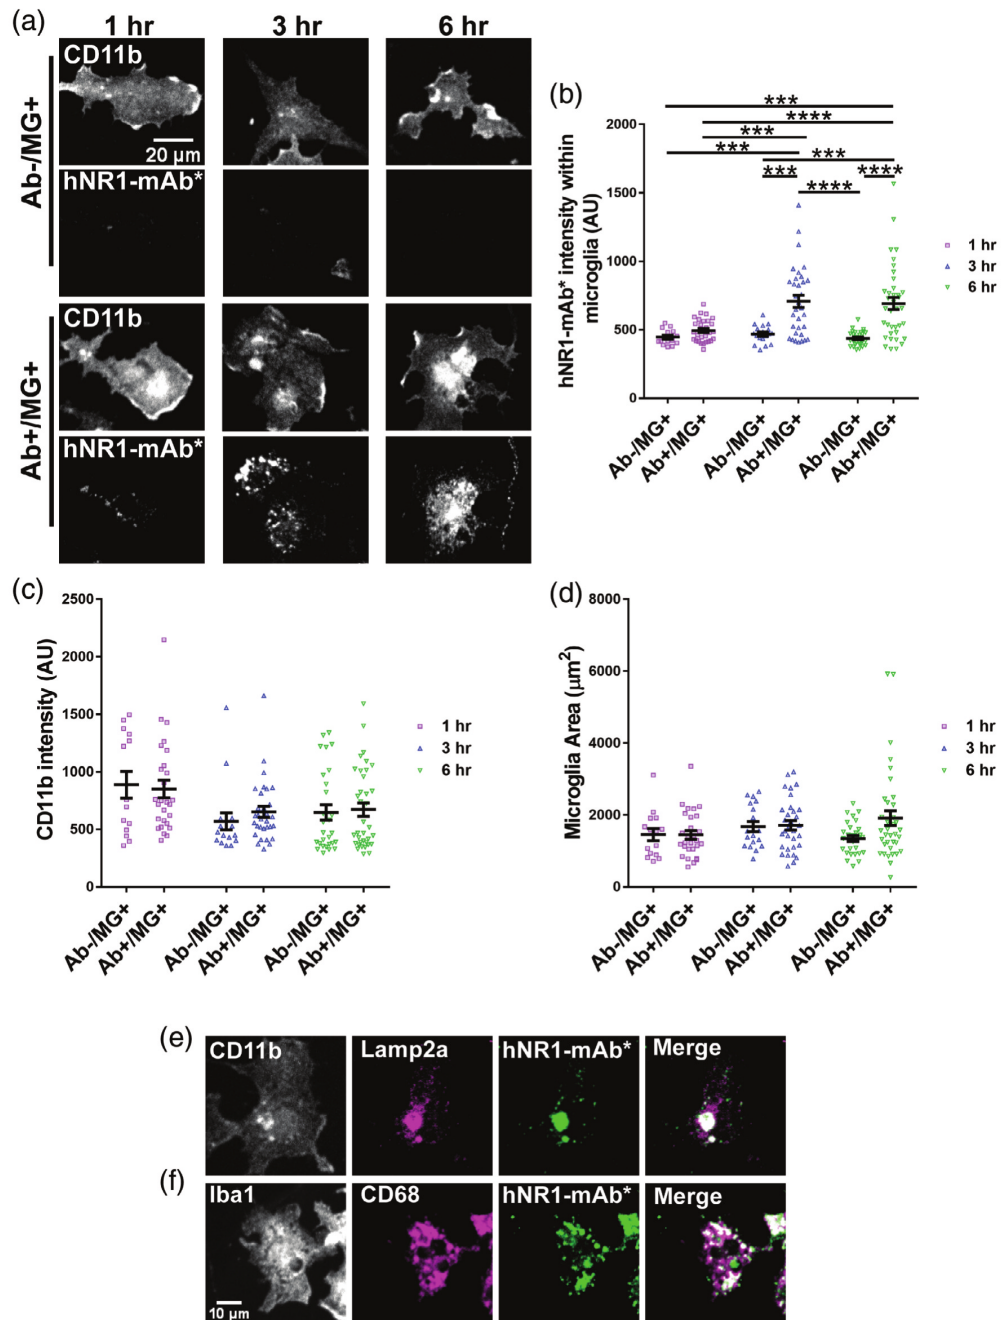 (a)
1 hr 3 hr 6 hr
Ab-/MG+
CD11b
20 µm
hNR1-mAb*
Ab+/MG+
CD11b
hNR1-mAb*
(b)
hNR1-mAb* intensity within
microglia (AU)
2000
1500
1000
500
0
***
****
***
***
***
***
****
****
1 hr
3 hr
6 hr
Ab-/MG+ Ab+/MG+ Ab-/MG+ Ab+/MG+ Ab-/MG+ Ab+/MG+
(c)
CD11b intensity (AU)
2500
2000
1500
1000
500
0
1 hr
3 hr
6 hr
Ab-/MG+ Ab+/MG+ Ab-/MG+ Ab+/MG+ Ab-/MG+ Ab+/MG+
(d)
Microglia Area (µm²)
8000
6000
4000
2000
0
1 hr
3 hr
6 hr
Ab-/MG+ Ab+/MG+ Ab-/MG+ Ab+/MG+ Ab-/MG+ Ab+/MG+
(e)
CD11b Lamp2a hNR1-mAb* Merge
(f)
Iba1 CD68 hNR1-mAb* Merge
10 µm